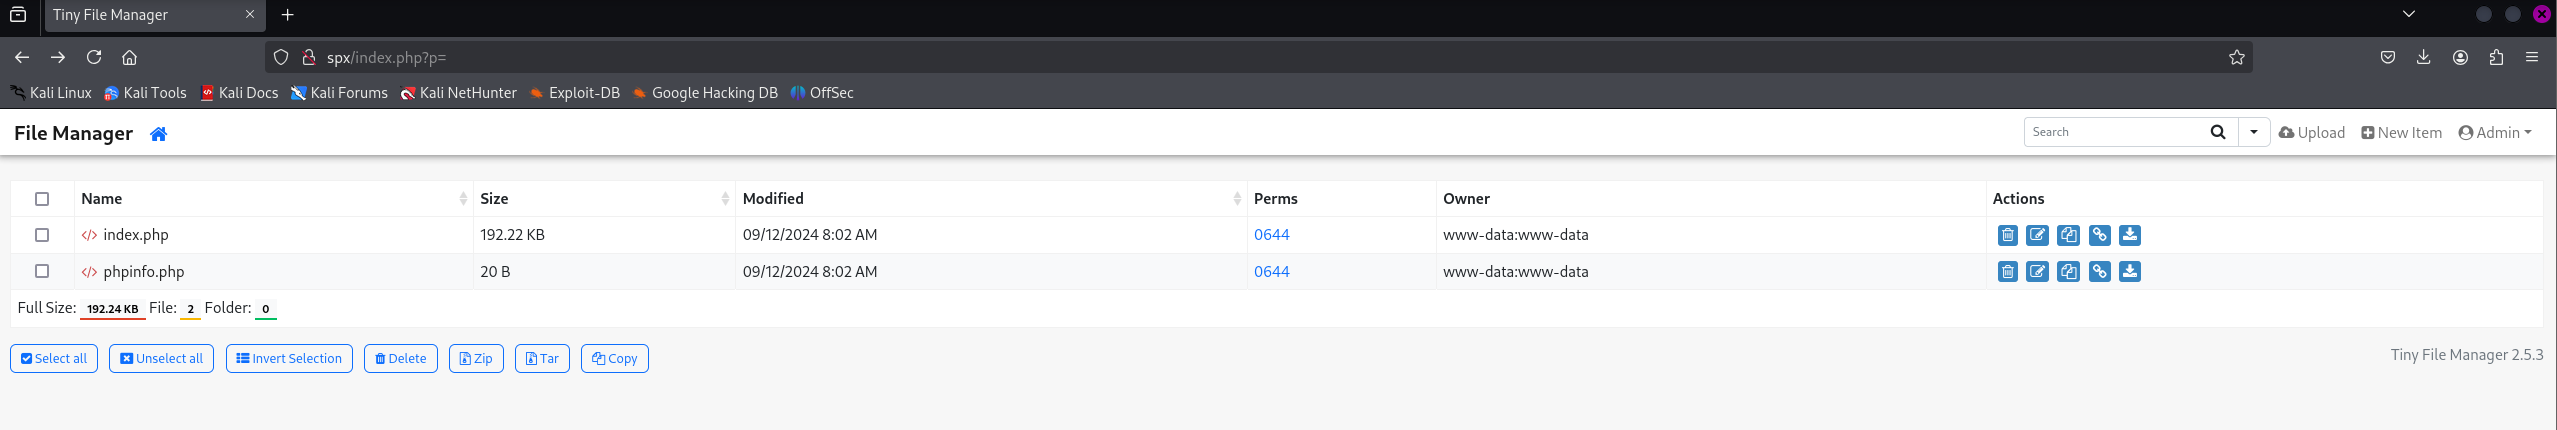 Tiny File Manager
spx/index.php?p=
Kali Linux Kali Tools Kali Docs Kali Forums Kali NetHunter Exploit-DB Google Hacking DB OffSec
File Manager Search Upload New Item Admin
Name Size Modified Perms Owner Actions
index.php 192.22 KB 09/12/2024 8:02 AM 0644 www-data:www-data
phpinfo.php 20 B 09/12/2024 8:02 AM 0644 www-data:www-data
Full Size: 192.24 KB File: 2 Folder: 0
Select all Unselect all Invert Selection Delete Zip Tar Copy Tiny File Manager 2.5.3